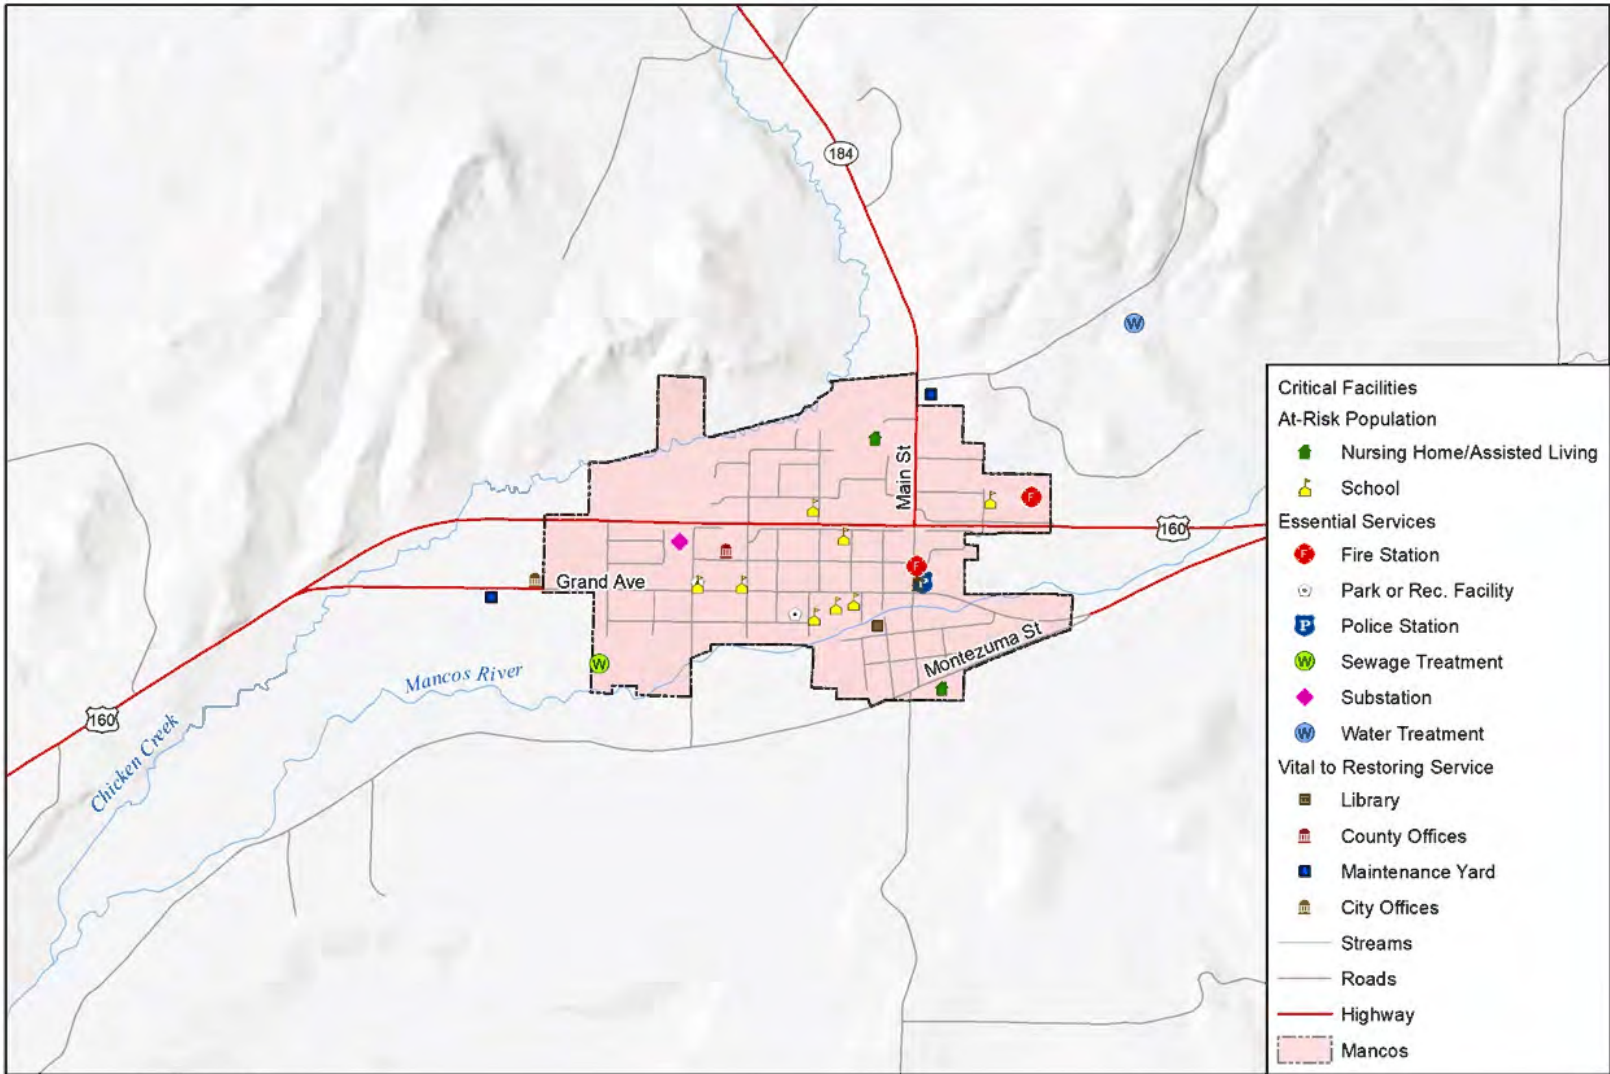 184
W
Main St
F
160
F
Grand Ave
P
W
Montezuma St
Mancos River
160
Chicken Creek
Critical Facilities
At-Risk Population
Nursing Home/Assisted Living
School
Essential Services
F Fire Station
Park or Rec. Facility
P Police Station
W Sewage Treatment
Substation
W Water Treatment
Vital to Restoring Service
Library
County Offices
Maintenance Yard
City Offices
Streams
Roads
Highway
Mancos